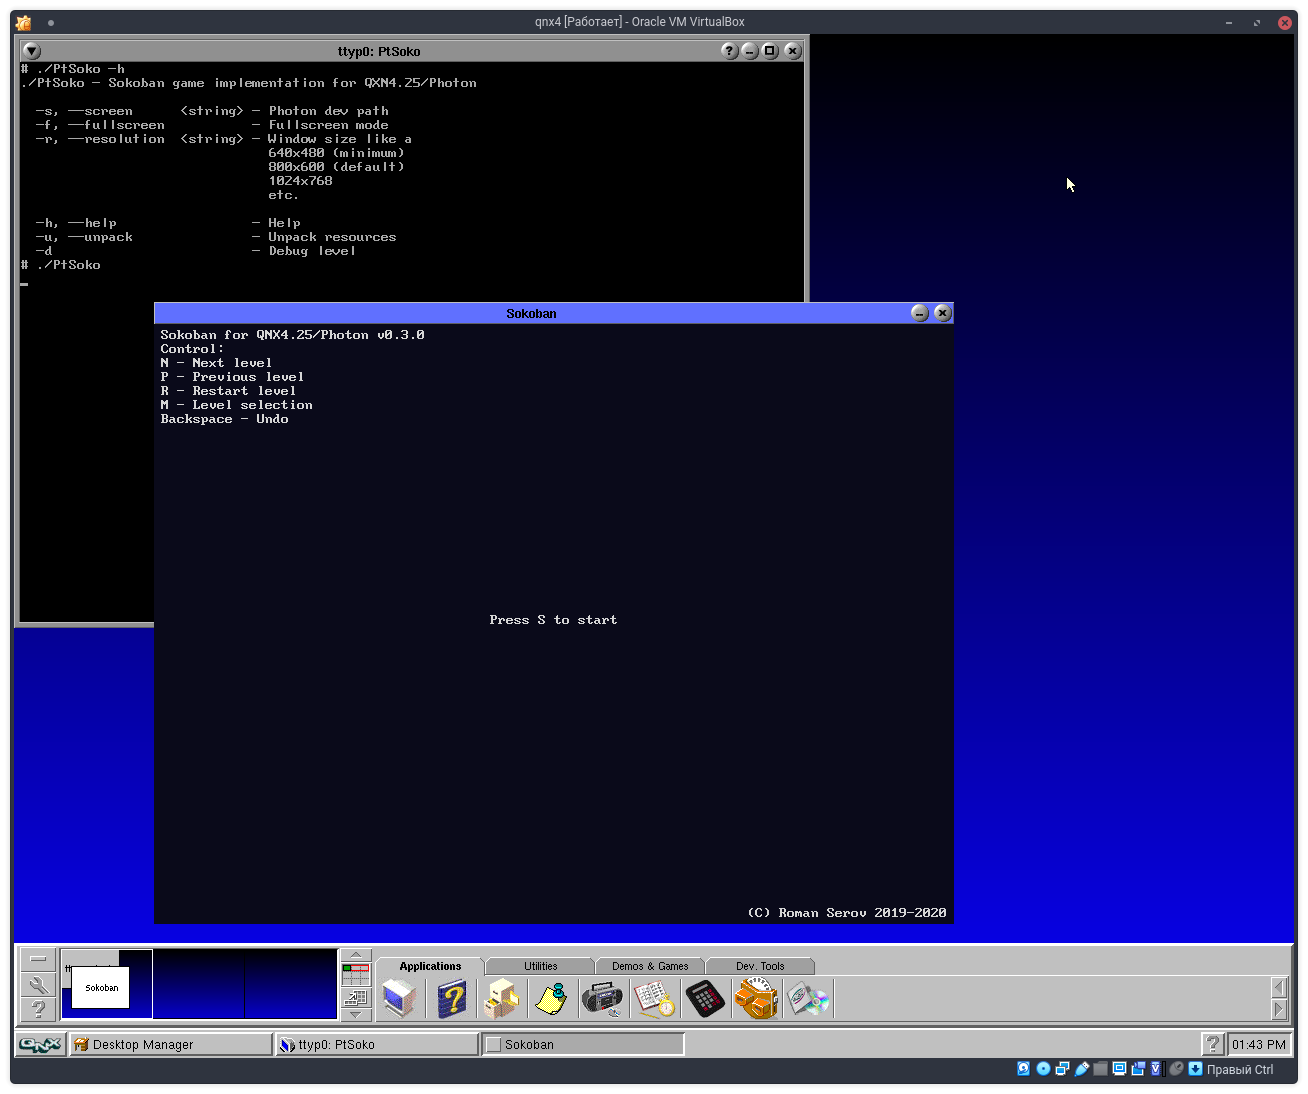 qnx4 [Работает] - Oracle VM VirtualBox
ttyp0: PtSoko
# ./PtSoko -h
./PtSoko - Sokoban game implementation for QXN4.25/Photon
-s, --screen <string> - Photon dev path
-f, --fullscreen - Fullscreen mode
-r, --resolution <string> - Window size like a
640x480 (minimum)
800x600 (default)
1024x768
etc.
-h, --help - Help
-u, --unpack - Unpack resources
-d - Debug level
# ./PtSoko
Sokoban
Sokoban for QNX4.25/Photon v0.3.0
Control:
N - Next level
P - Previous level
R - Restart level
M - Level selection
Backspace - Undo
Press S to start
(C) Roman Serov 2019-2020
Sokoban
Applications Utilities Demos & Games Dev. Tools
QNX Desktop Manager ttyp0: PtSoko Sokoban ? 01:43 PM
Правый Ctrl